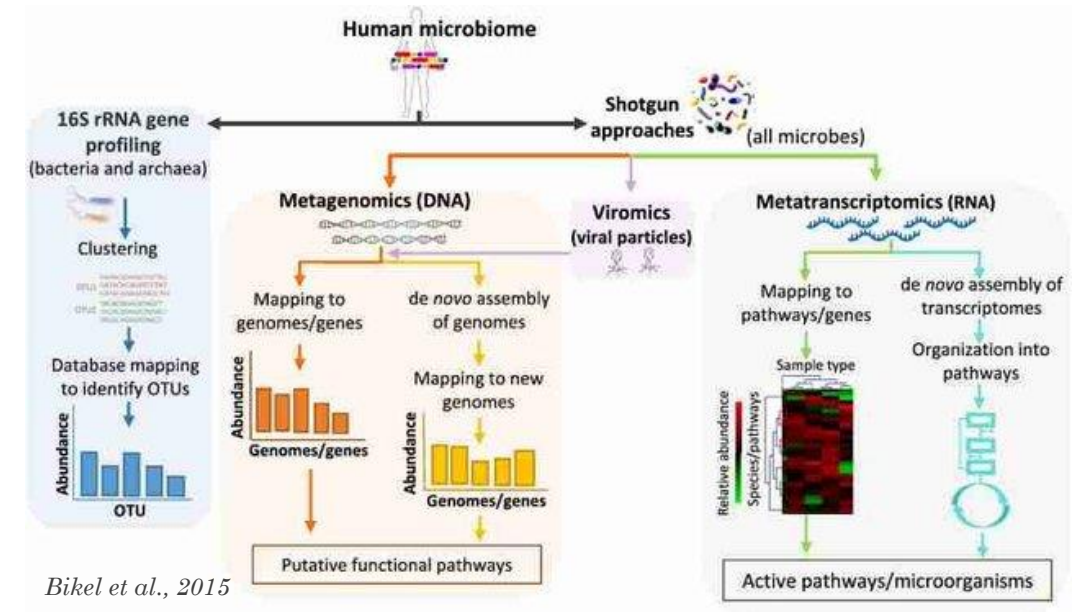 Human microbiome
16S rRNA gene
profiling
(bacteria and archaea)
Clustering
OTU1
OTU2
Database mapping
to identify OTUs
Abundance
OTU
Shotgun
approaches
(all microbes)
Metagenomics (DNA)
Mapping to
genomes/genes
Abundance
Genomes/genes
de novo assembly
of genomes
Mapping to new
genomes
Abundance
Genomes/genes
Putative functional pathways
Viromics
(viral particles)
Metatranscriptomics (RNA)
Mapping to
pathways/genes
Sample type
Relative abundance
Species/pathways
de novo assembly of
transcriptomes
Organization into
pathways
Active pathways/microorganisms
Bikel et al., 2015